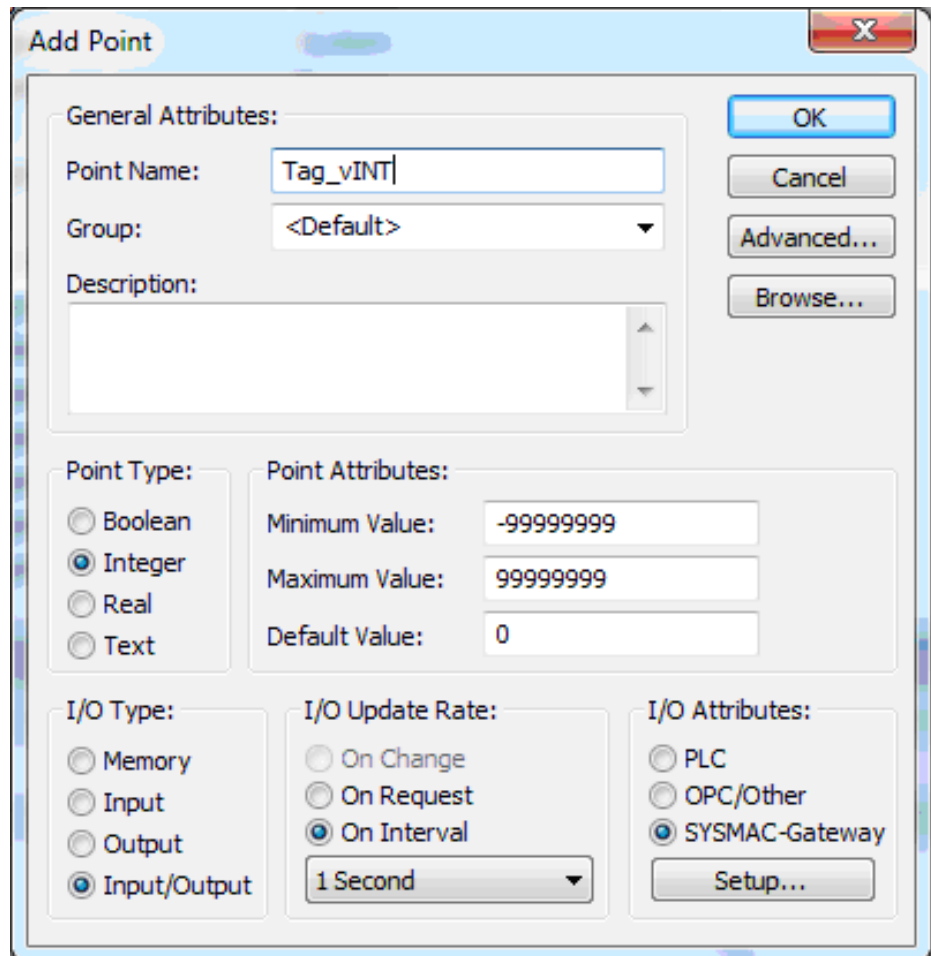 Add Point
General Attributes:
Point Name: Tag_vINT
Group: <Default>
Description:
OK
Cancel
Advanced...
Browse...
Point Type:
Boolean
Integer
Real
Text
Point Attributes:
Minimum Value: -99999999
Maximum Value: 99999999
Default Value: 0
I/O Type:
Memory
Input
Output
Input/Output
I/O Update Rate:
On Change
On Request
On Interval
1 Second
I/O Attributes:
PLC
OPC/Other
SYSMAC-Gateway
Setup...